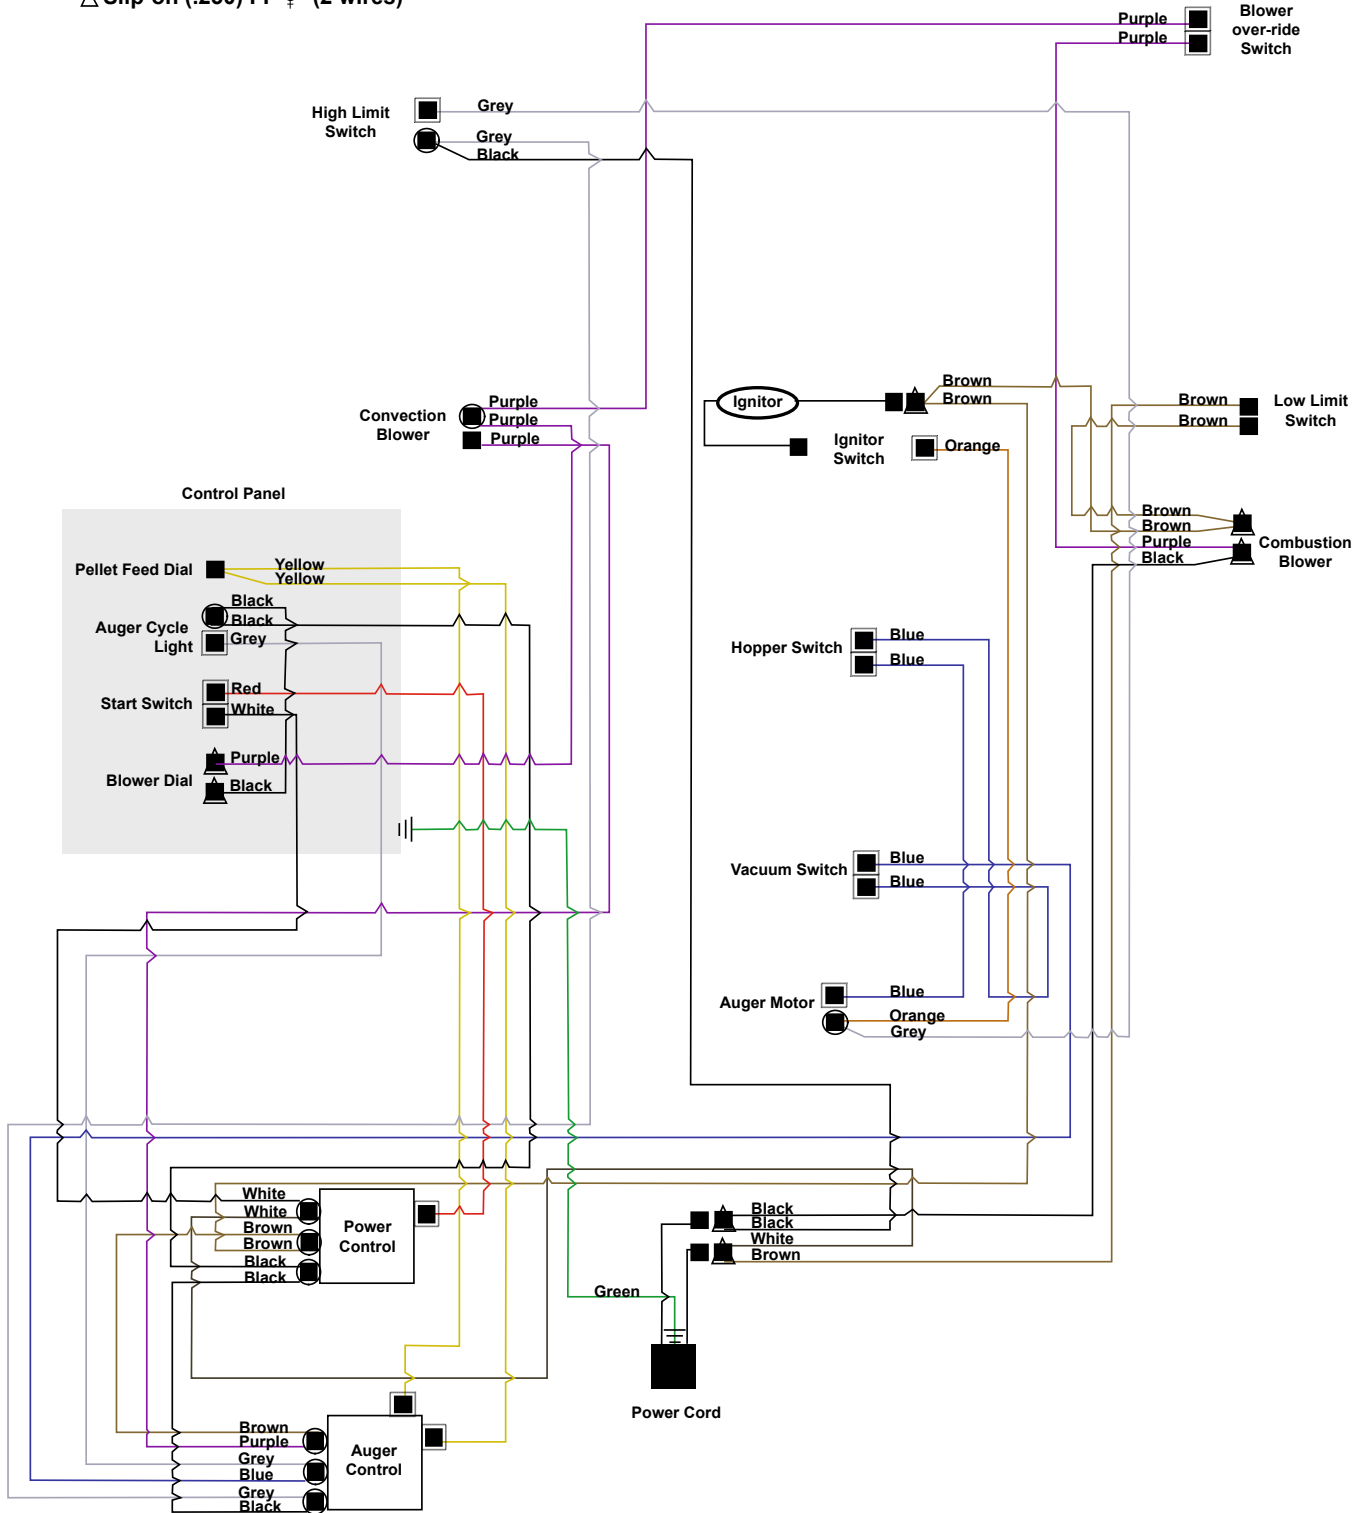 Purple
Purple
Blower
over-ride
Switch
High Limit
Switch
Grey
Grey
Black
Convection
Blower
Purple
Purple
Purple
Ignitor
Brown
Brown
Ignitor
Switch
Orange
Brown
Brown
Low Limit
Switch
Brown
Brown
Purple
Black
Combustion
Blower
Control Panel
Pellet Feed Dial
Yellow
Yellow
Auger Cycle
Light
Black
Black
Grey
Start Switch
Red
White
Blower Dial
Purple
Black
Hopper Switch
Blue
Blue
Vacuum Switch
Blue
Blue
Auger Motor
Blue
Orange
Grey
White
White
Brown
Brown
Black
Black
Power
Control
Black
Black
White
Brown
Green
Power Cord
Brown
Purple
Grey
Blue
Grey
Black
Auger
Control